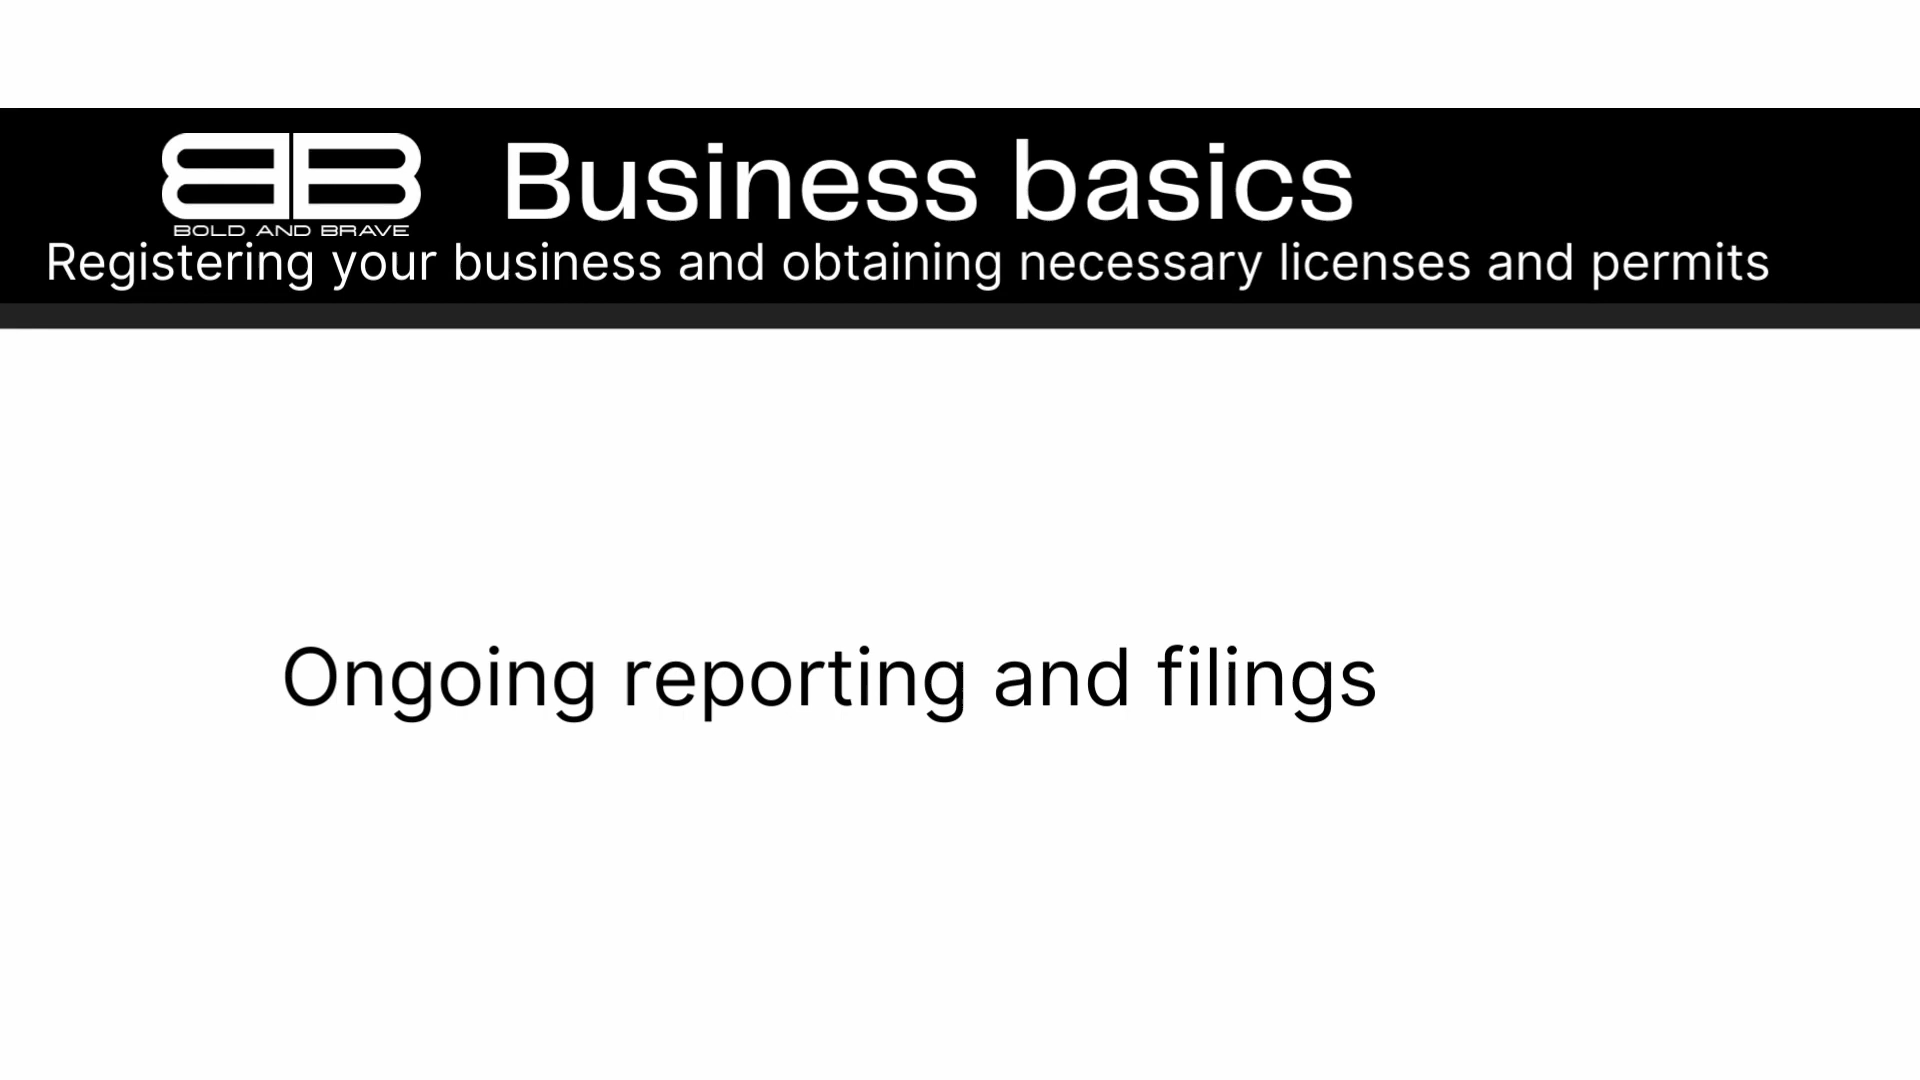 BB
Business basics
BOLD AND BRAVE
Registering your business and obtaining necessary licenses and permits
Ongoing reporting and filings